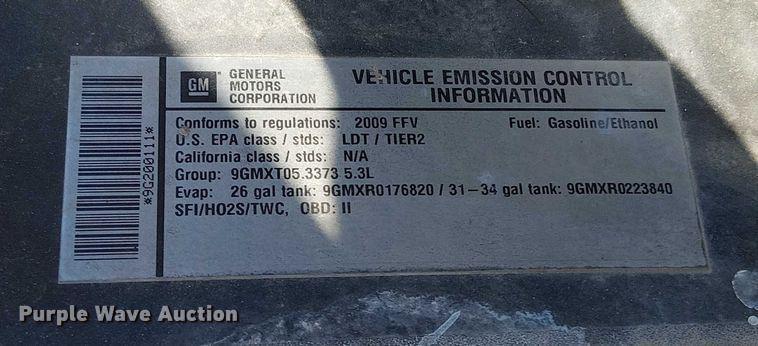 *9G200111*
GM GENERAL
MOTORS
CORPORATION
VEHICLE EMISSION CONTROL
INFORMATION
Conforms to regulations: 2009 FFV Fuel: Gasoline/Ethanol
U.S. EPA class / stds: LDT / TIER2
California class / stds: N/A
Group: 9GMXT05.3373 5.3L
Evap: 26 gal tank: 9GMXR0176820 / 31-34 gal tank: 9GMXR0223840
SFI/HO2S/TWC, OBD: II
Purple Wave Auction